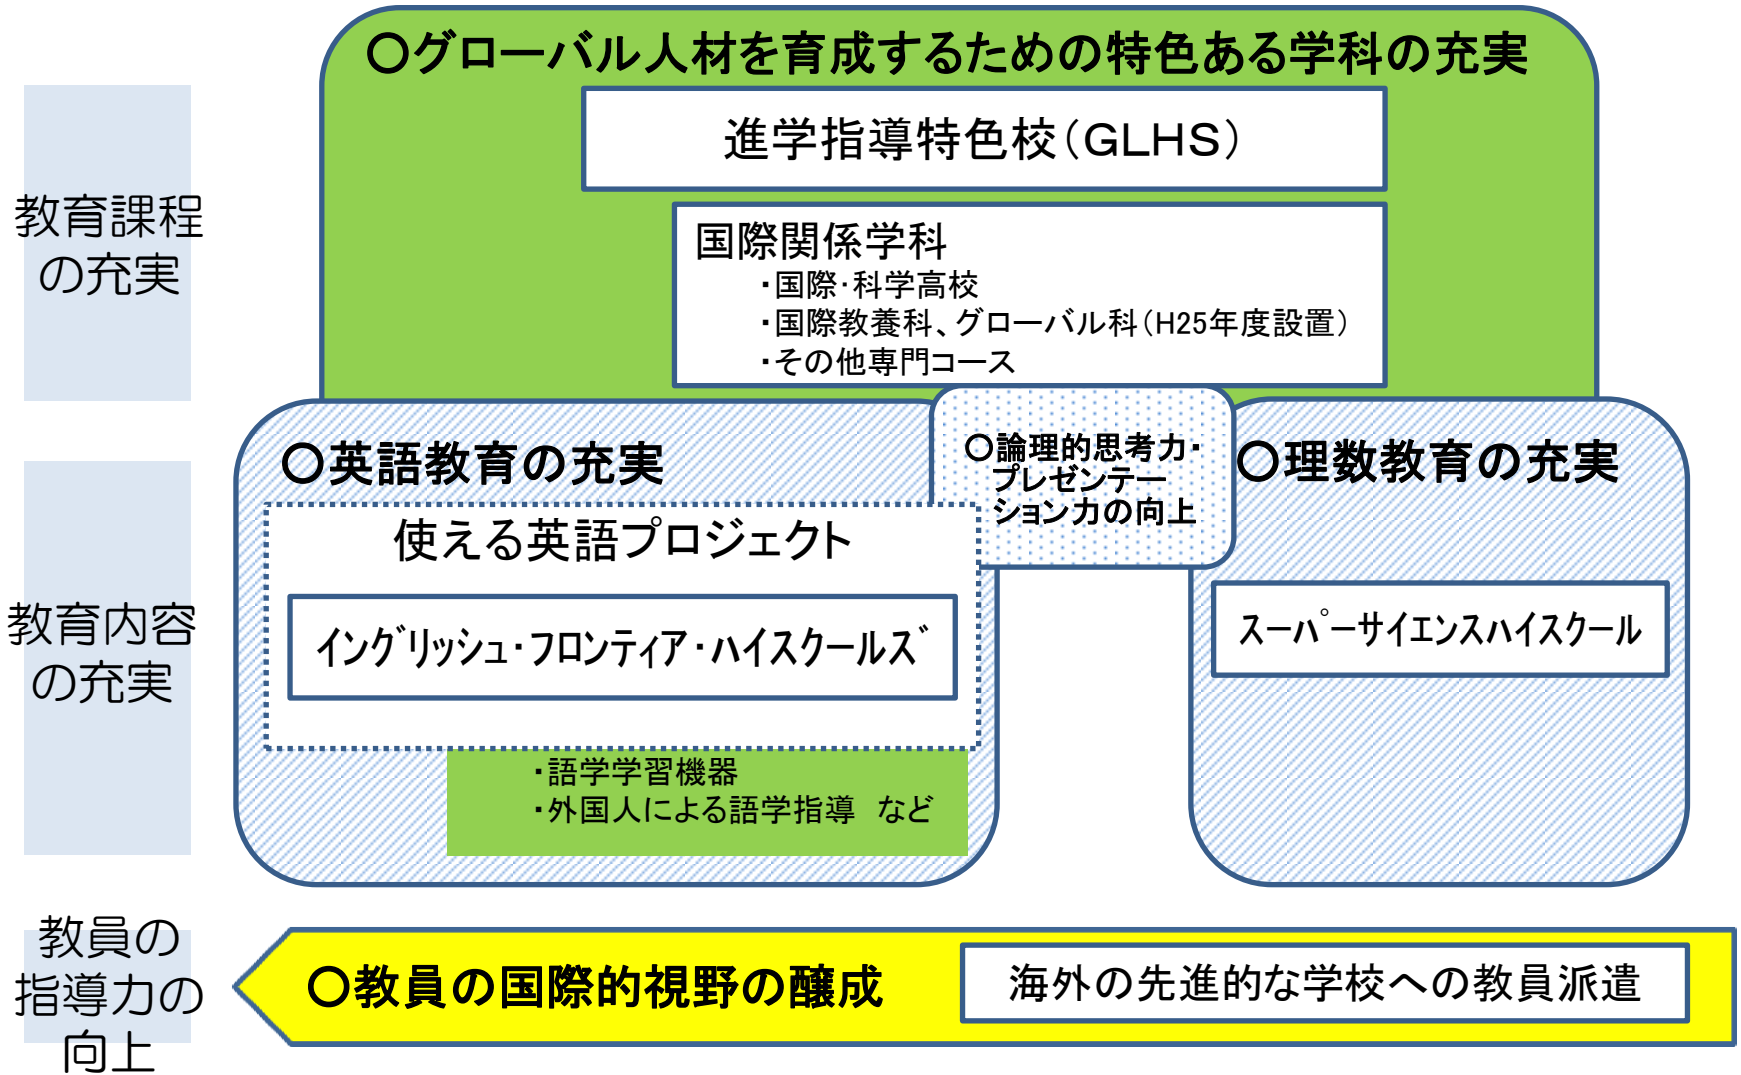 〇グローバル人材を育成するための特色ある学科の充実
進学指導特色校（GLHS）
教育課程
の充実
国際関係学科
・国際・科学高校
・国際教養科、グローバル科（H25年度設置）
・その他専門コース
〇英語教育の充実
〇論理的思考力・
プレゼンテー
ション力の向上
〇理数教育の充実
使える英語プロジェクト
イングリッシュ・フロンティア・ハイスクールズ
スーパーサイエンスハイスクール
教育内容
の充実
・語学学習機器
・外国人による語学指導　など
教員の
指導力の
向上
〇教員の国際的視野の醸成
海外の先進的な学校への教員派遣